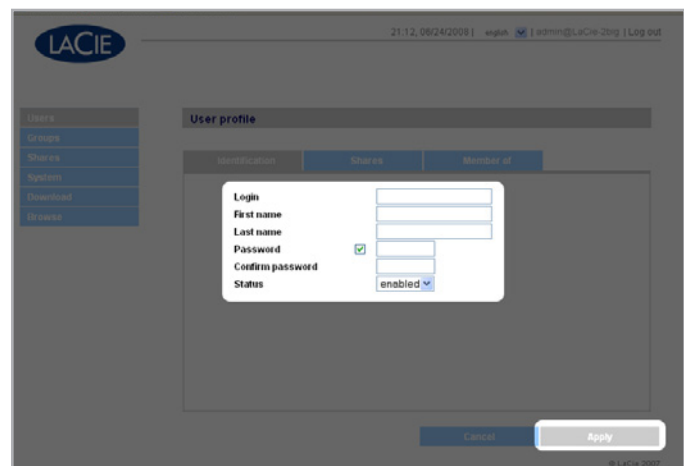 LACIE
21:12, 06/24/2008 | english | admin@LaCie-2big | Log out
Users
Groups
Shares
System
Download
Browse
User profile
Identification
Shares
Member of
Login
First name
Last name
Password
Confirm password
Status
enabled
Cancel
Apply
© LaCie 2007